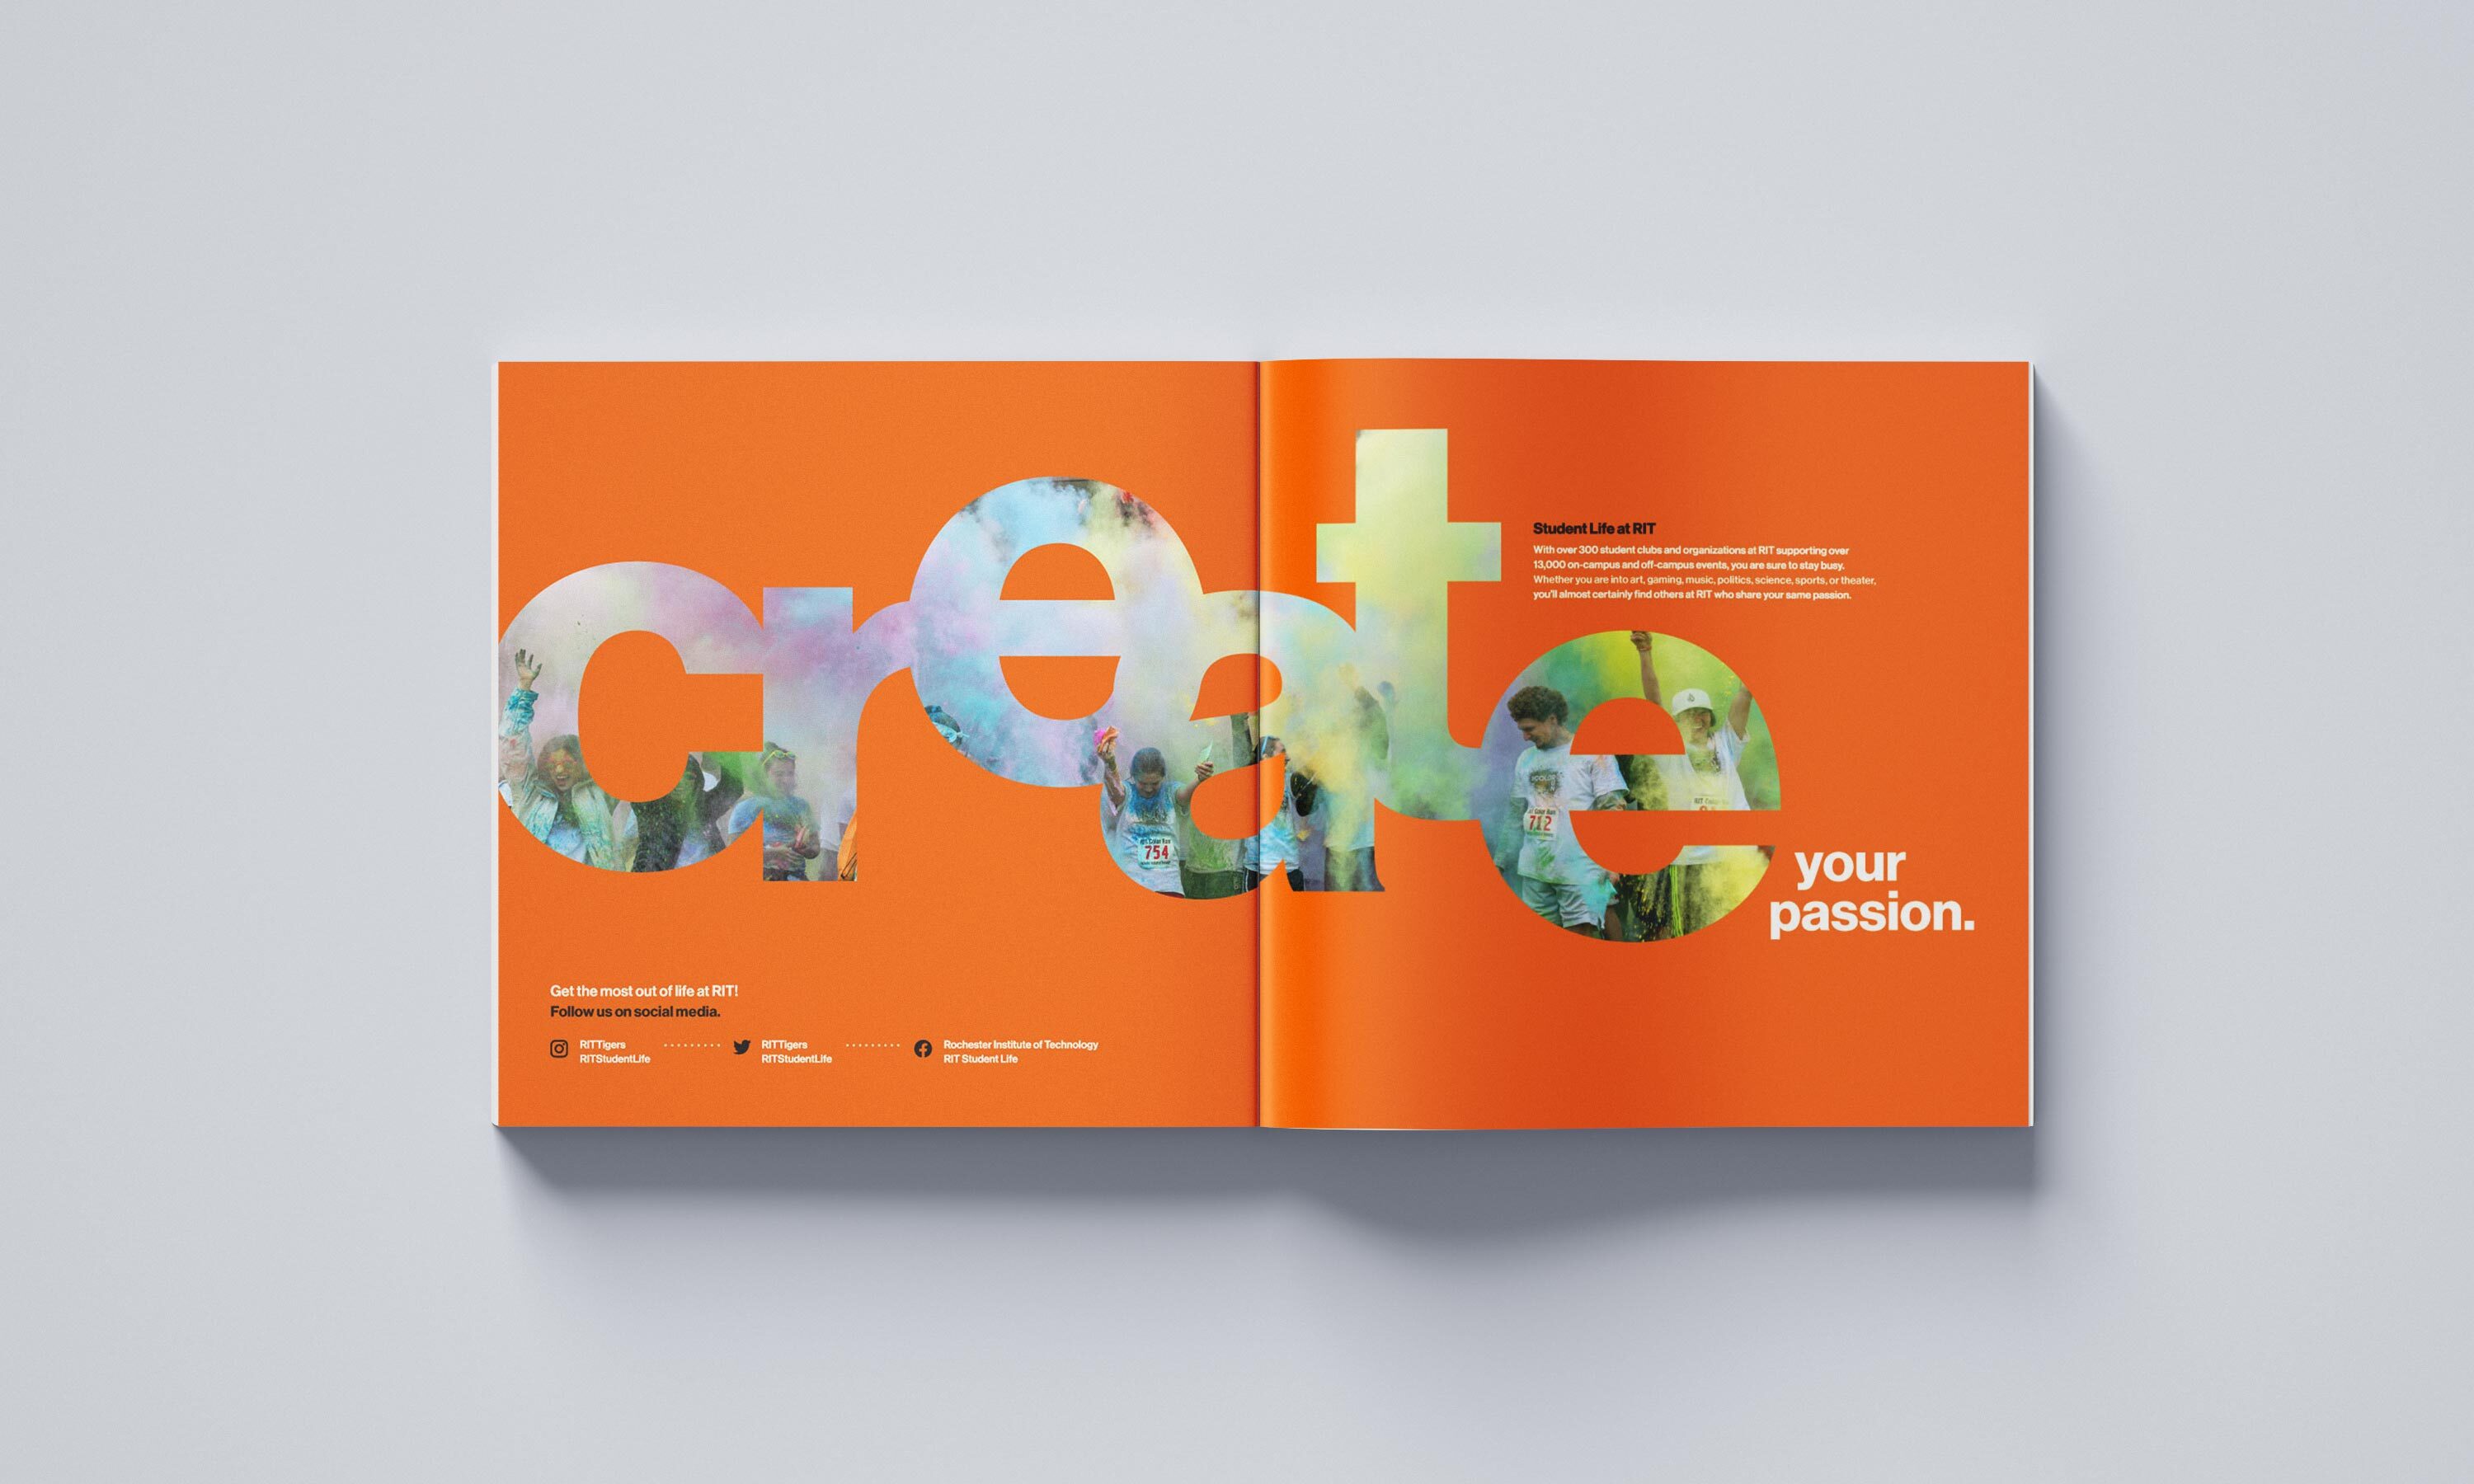 create
your
passion.
Student Life at RIT
With over 300 student clubs and organizations at RIT supporting over
13,000 on-campus and off-campus events, you are sure to stay busy.
Whether you are into art, gaming, music, politics, science, sports, or theater,
you'll almost certainly find others at RIT who share your same passion.
754
712
Get the most out of life at RIT!
Follow us on social media.
RITTigers
RITStudentLife
RITTigers
RITStudentLife
Rochester Institute of Technology
RIT Student Life